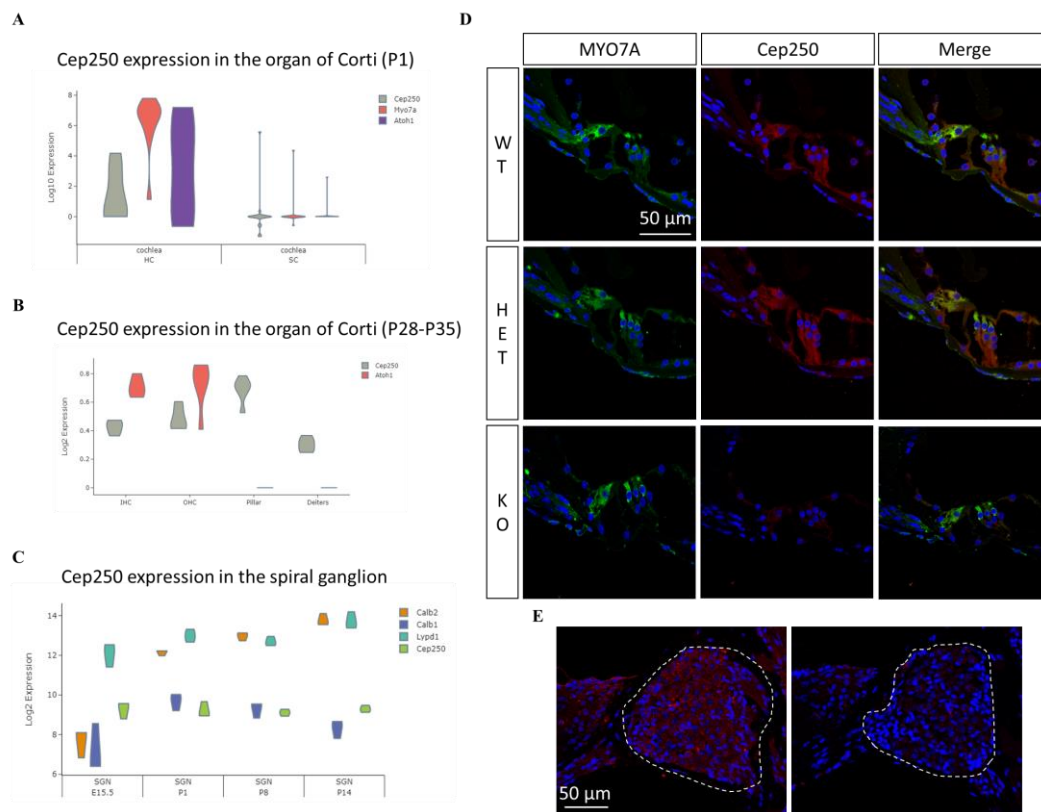 A
Cep250 expression in the organ of Corti (P1)
Cep250
Myo7a
Atoh1
Log10 Expression
8
6
4
2
0
cochlea
HC
cochlea
SC
B
Cep250 expression in the organ of Corti (P28-P35)
Cep250
Atoh1
Log2 Expression
0.8
0.6
0.4
0.2
0
IHC
OHC
Pillar
Deiters
C
Cep250 expression in the spiral ganglion
Calb2
Calb1
Lypd1
Cep250
Log2 Expression
14
12
10
8
6
SGN
E15.5
SGN
P1
SGN
P8
SGN
P14
D
MYO7A
Cep250
Merge
W
T
50 µm
H
E
T
K
O
E
50 µm